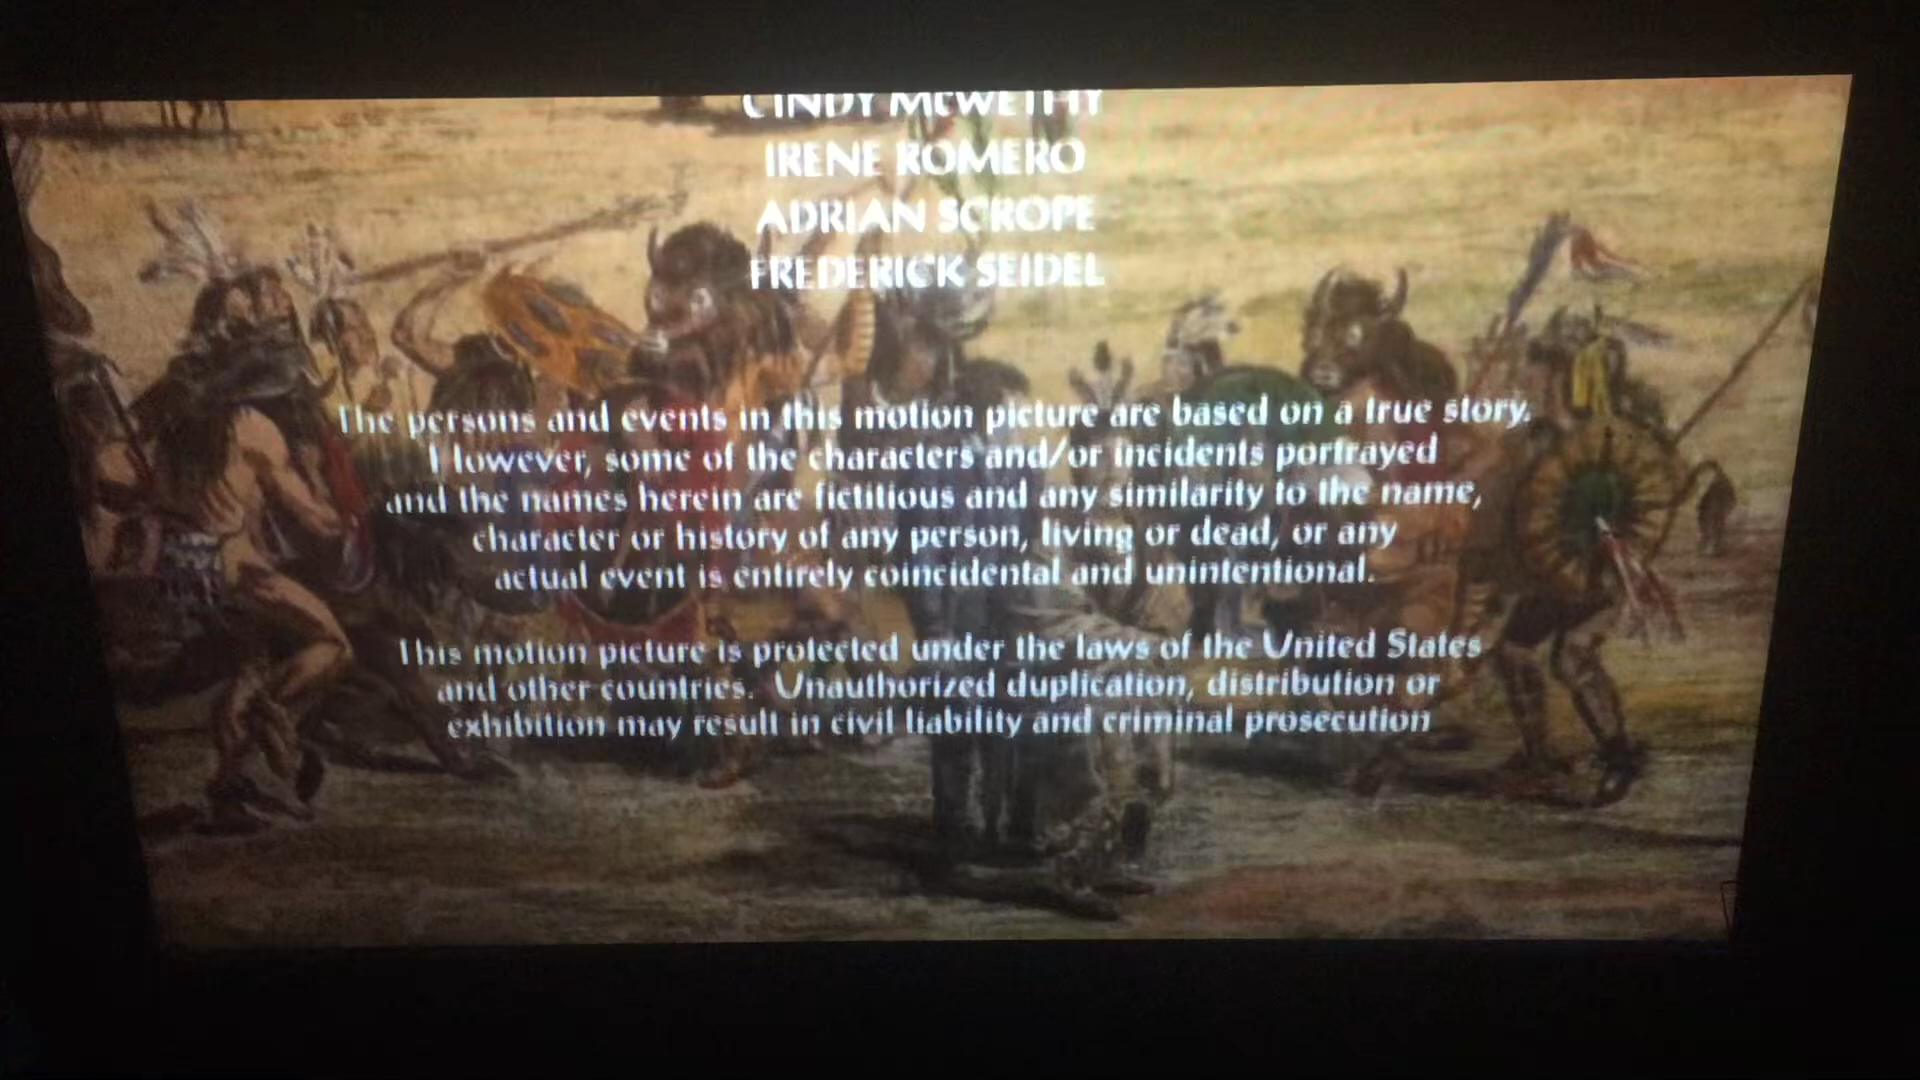 CINDY McWETHY
IRENE ROMERO
ADRIAN SCROPE
FREDERICK SEIDEL
The persons and events in this motion picture are based on a true story.
However, some of the characters and/or incidents portrayed
and the names herein are fictitious and any similarity to the name,
character or history of any person, living or dead, or any
actual event is entirely coincidental and unintentional.
This motion picture is protected under the laws of the United States
and other countries. Unauthorized duplication, distribution or
exhibition may result in civil liability and criminal prosecution